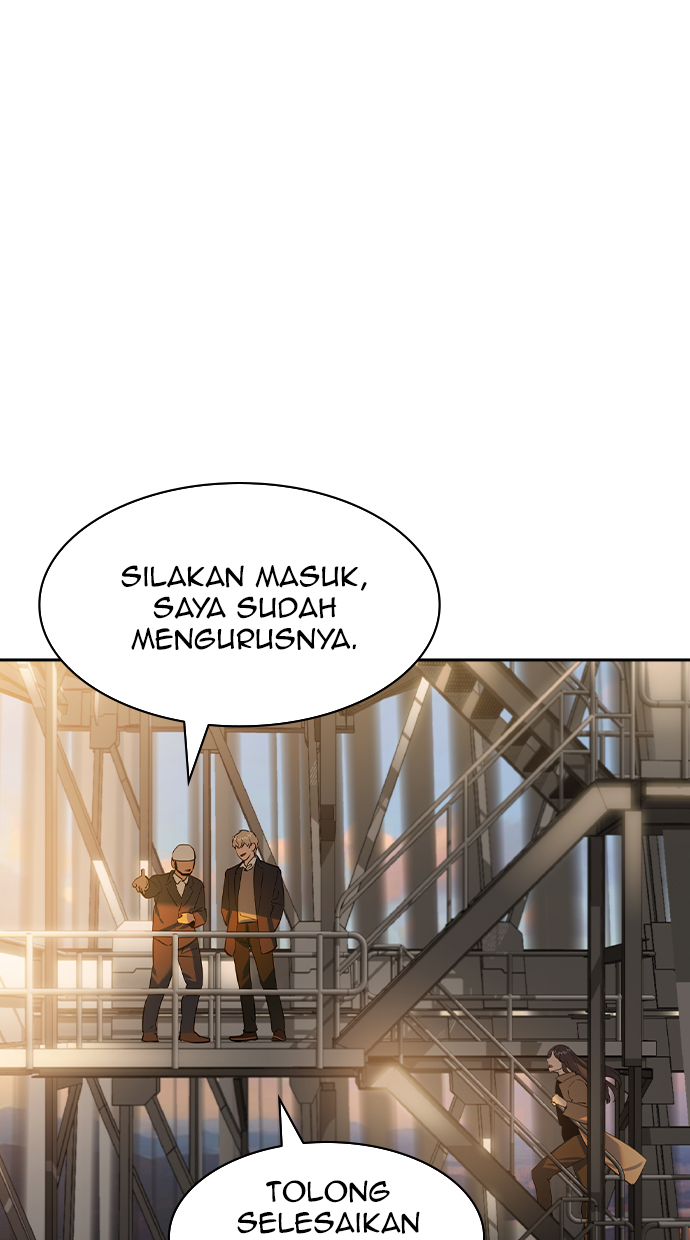 SILAKAN MASUK,
SAYA SUDAH
MENGURUSNYA.
TOLONG
SELESAIKAN